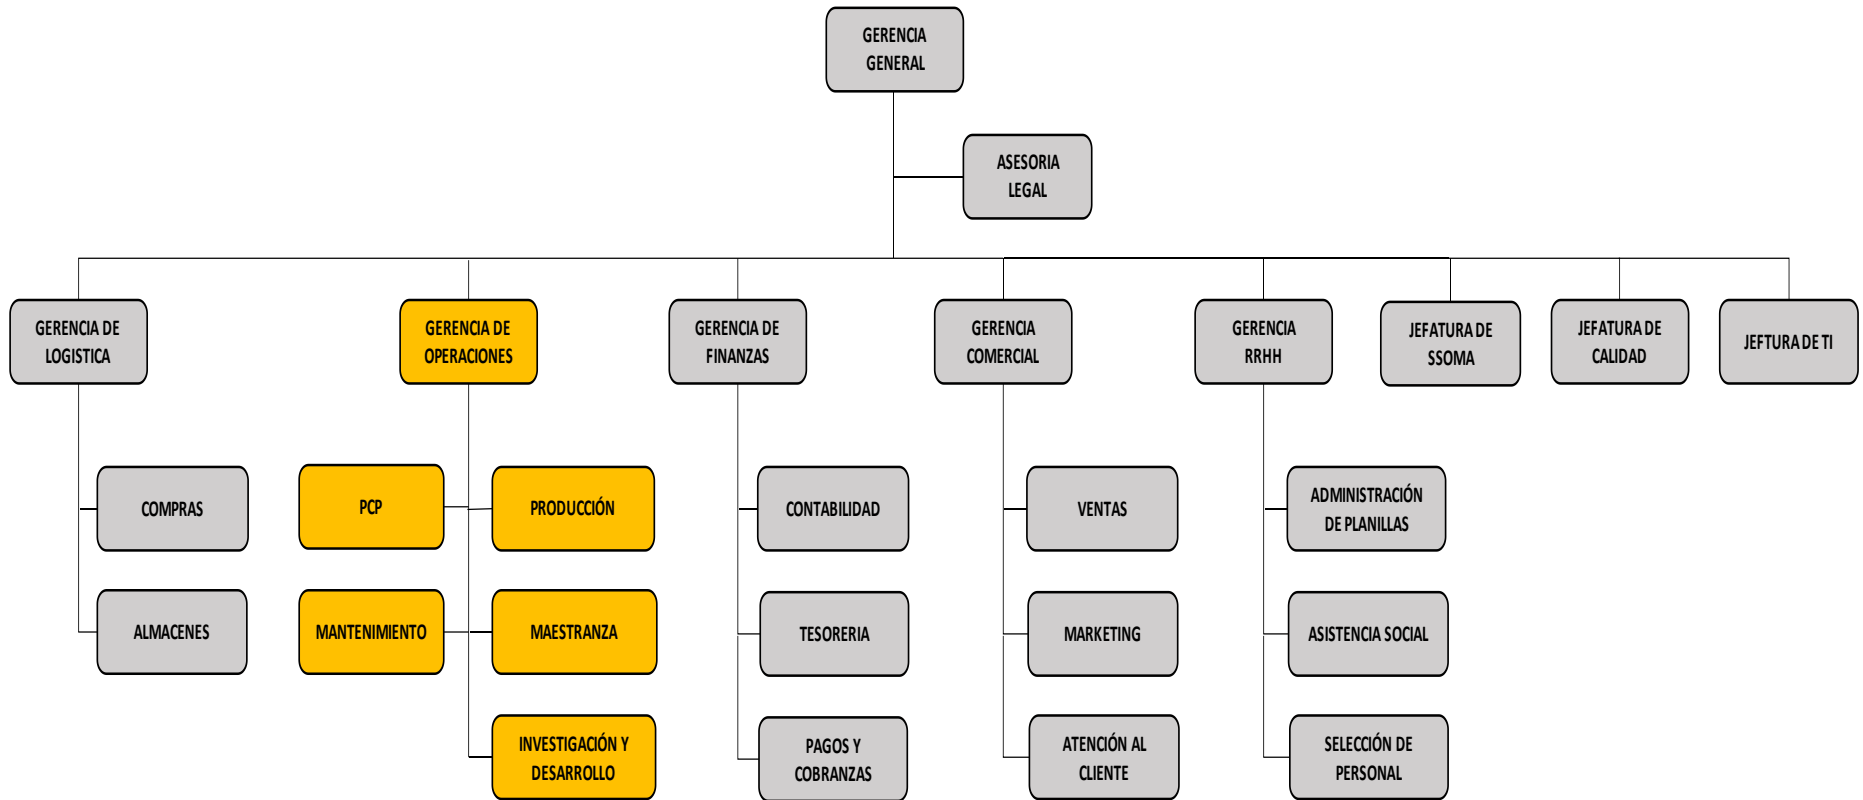 GERENCIA
GENERAL
ASESORIA
LEGAL
GERENCIA DE
LOGISTICA
GERENCIA DE
OPERACIONES
GERENCIA DE
FINANZAS
GERENCIA
COMERCIAL
GERENCIA
RRHH
JEFATURA DE
SSOMA
JEFATURA DE
CALIDAD
JEFTURA DE TI
COMPRAS
PCP
PRODUCCIÓN
CONTABILIDAD
VENTAS
ADMINISTRACIÓN
DE PLANILLAS
ALMACENES
MANTENIMIENTO
MAESTRANZA
TESORERIA
MARKETING
ASISTENCIA SOCIAL
INVESTIGACIÓN Y
DESARROLLO
PAGOS Y
COBRANZAS
ATENCIÓN AL
CLIENTE
SELECCIÓN DE
PERSONAL